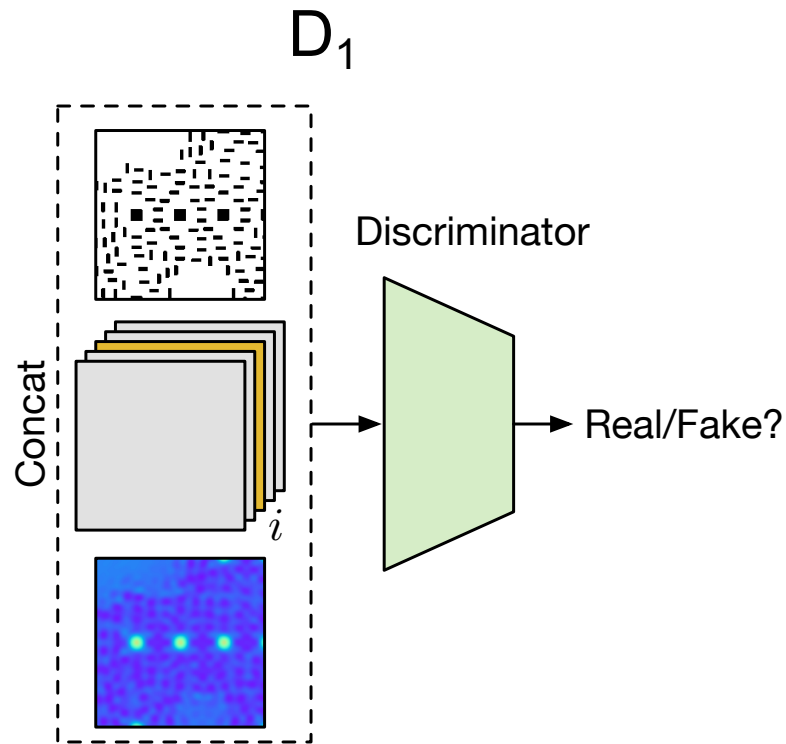 D₁
Discriminator
Concat
Real/Fake?
i